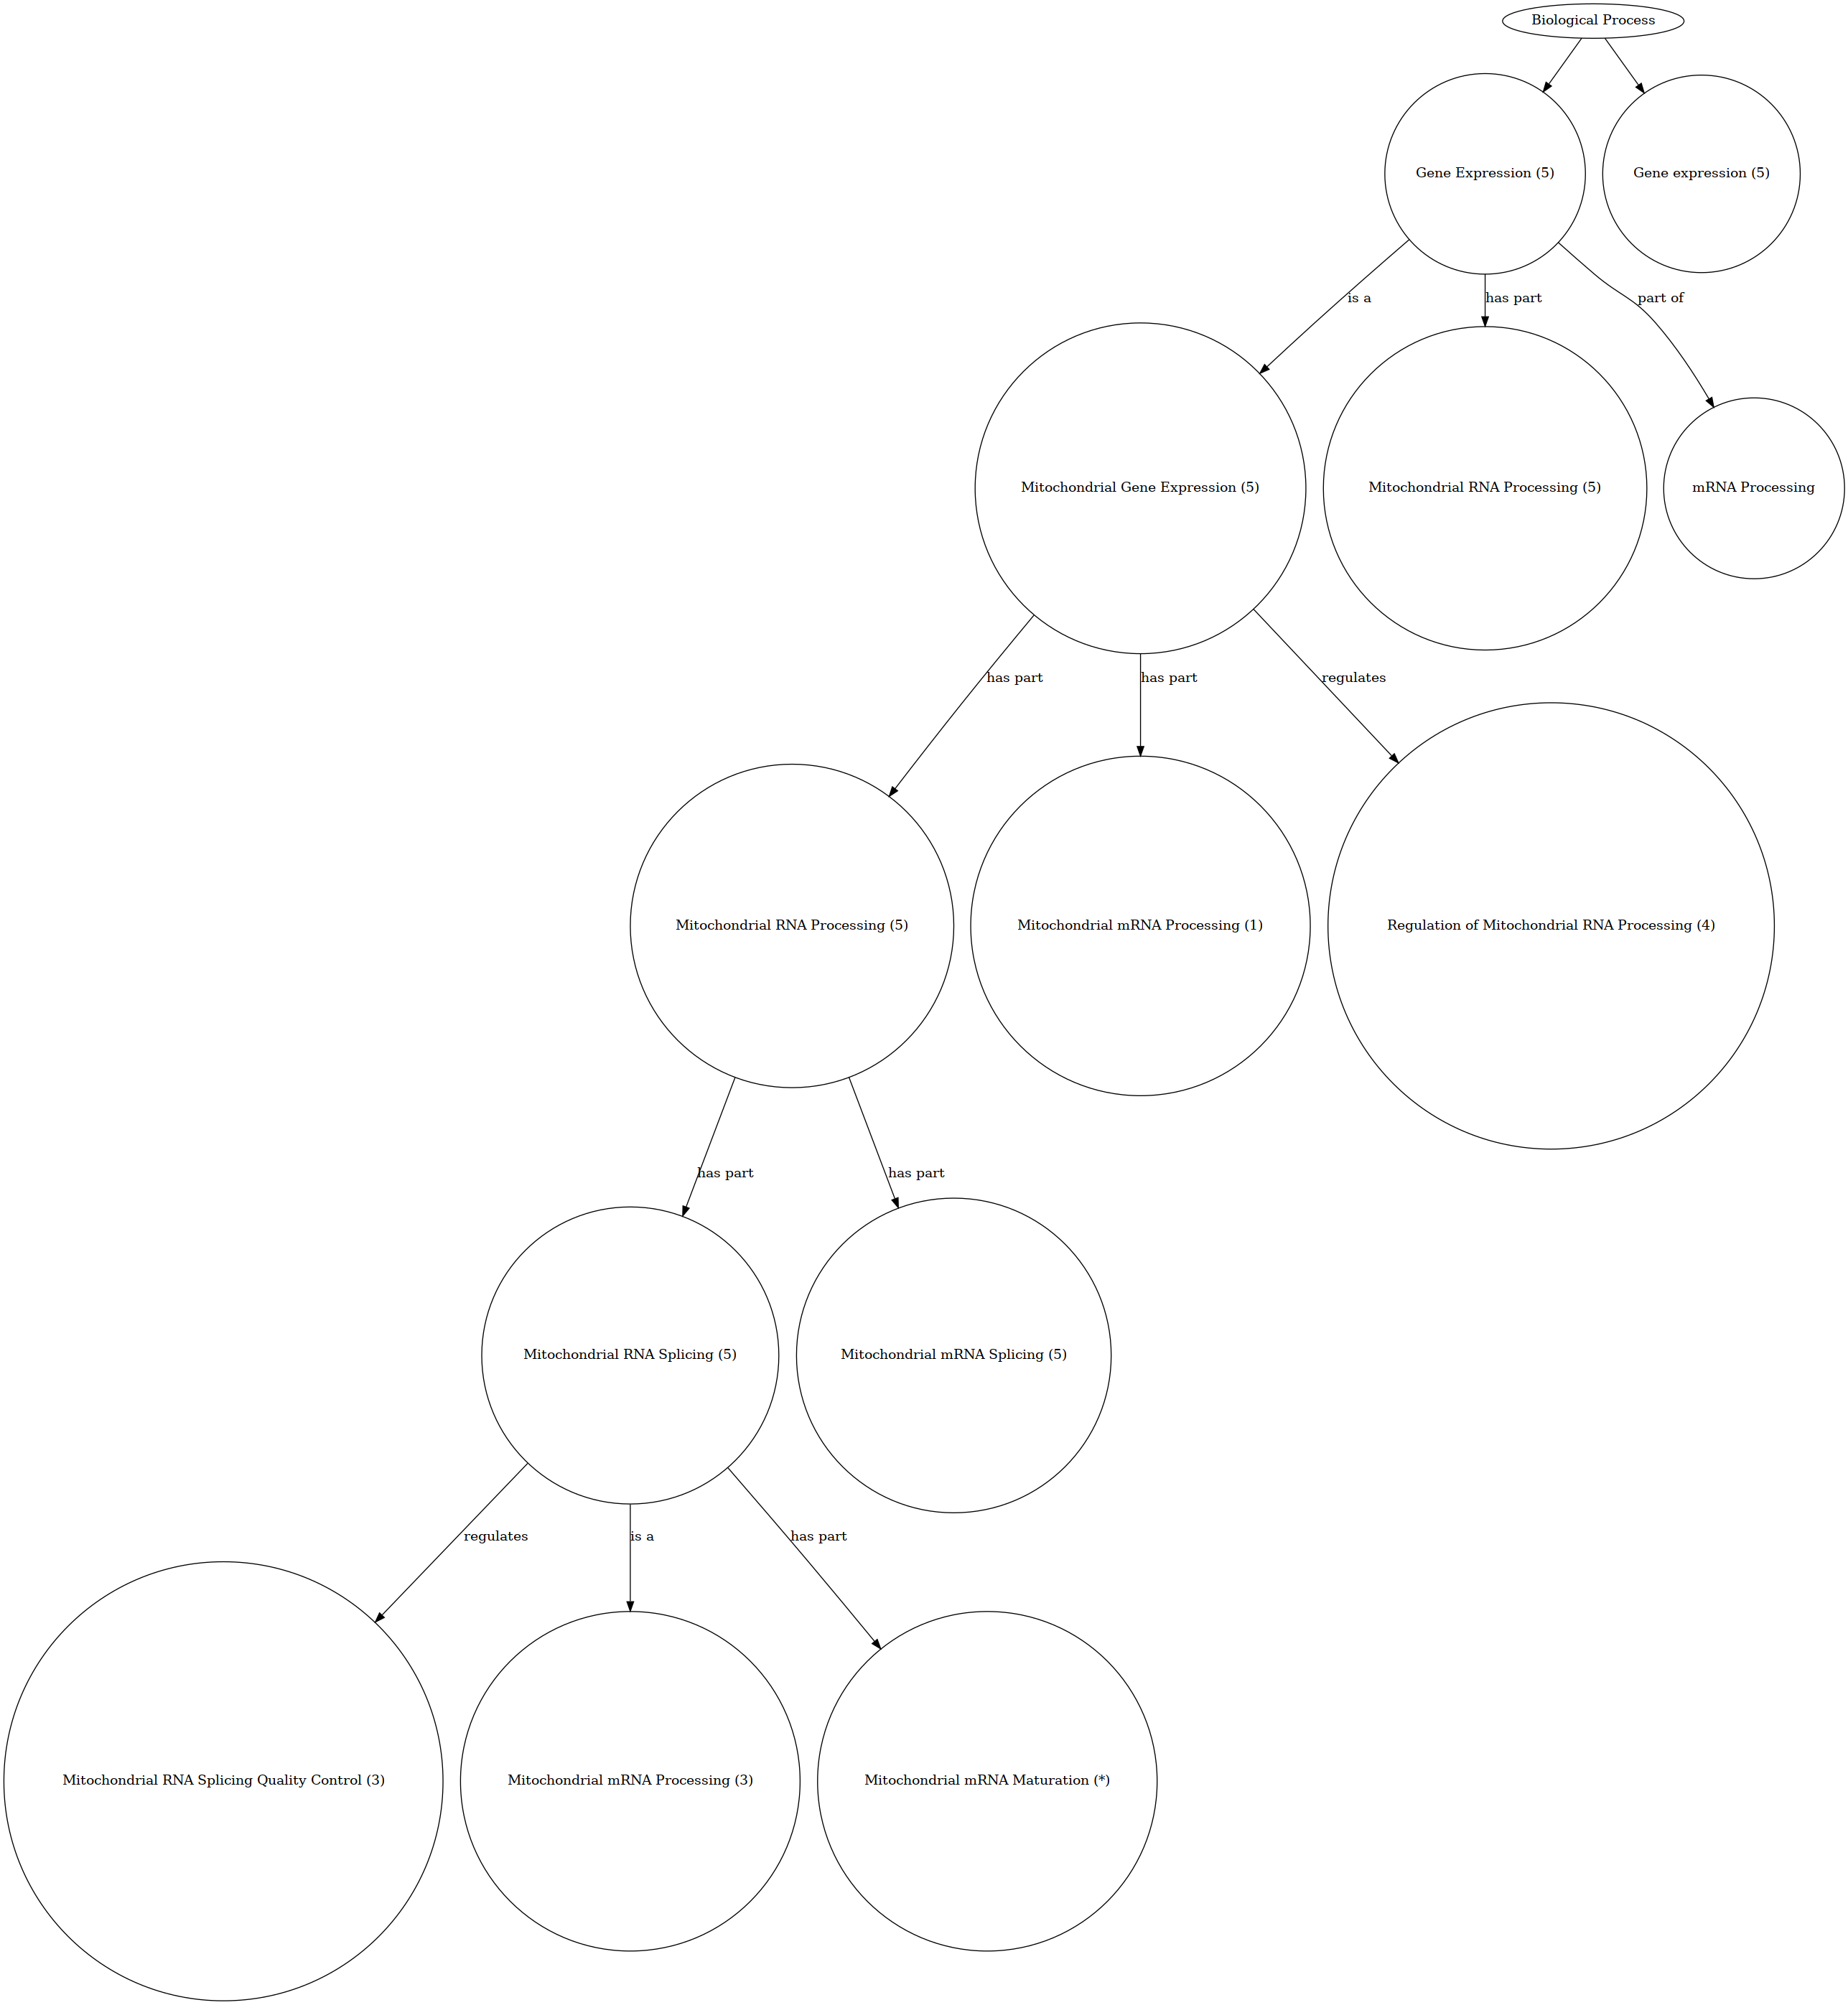 Biological Process
Gene Expression (5)
Gene expression (5)
is a
has part
part of
Mitochondrial Gene Expression (5)
Mitochondrial RNA Processing (5)
mRNA Processing
has part
has part
regulates
Mitochondrial RNA Processing (5)
Mitochondrial mRNA Processing (1)
Regulation of Mitochondrial RNA Processing (4)
has part
has part
Mitochondrial RNA Splicing (5)
Mitochondrial mRNA Splicing (5)
regulates
is a
has part
Mitochondrial RNA Splicing Quality Control (3)
Mitochondrial mRNA Processing (3)
Mitochondrial mRNA Maturation (*)